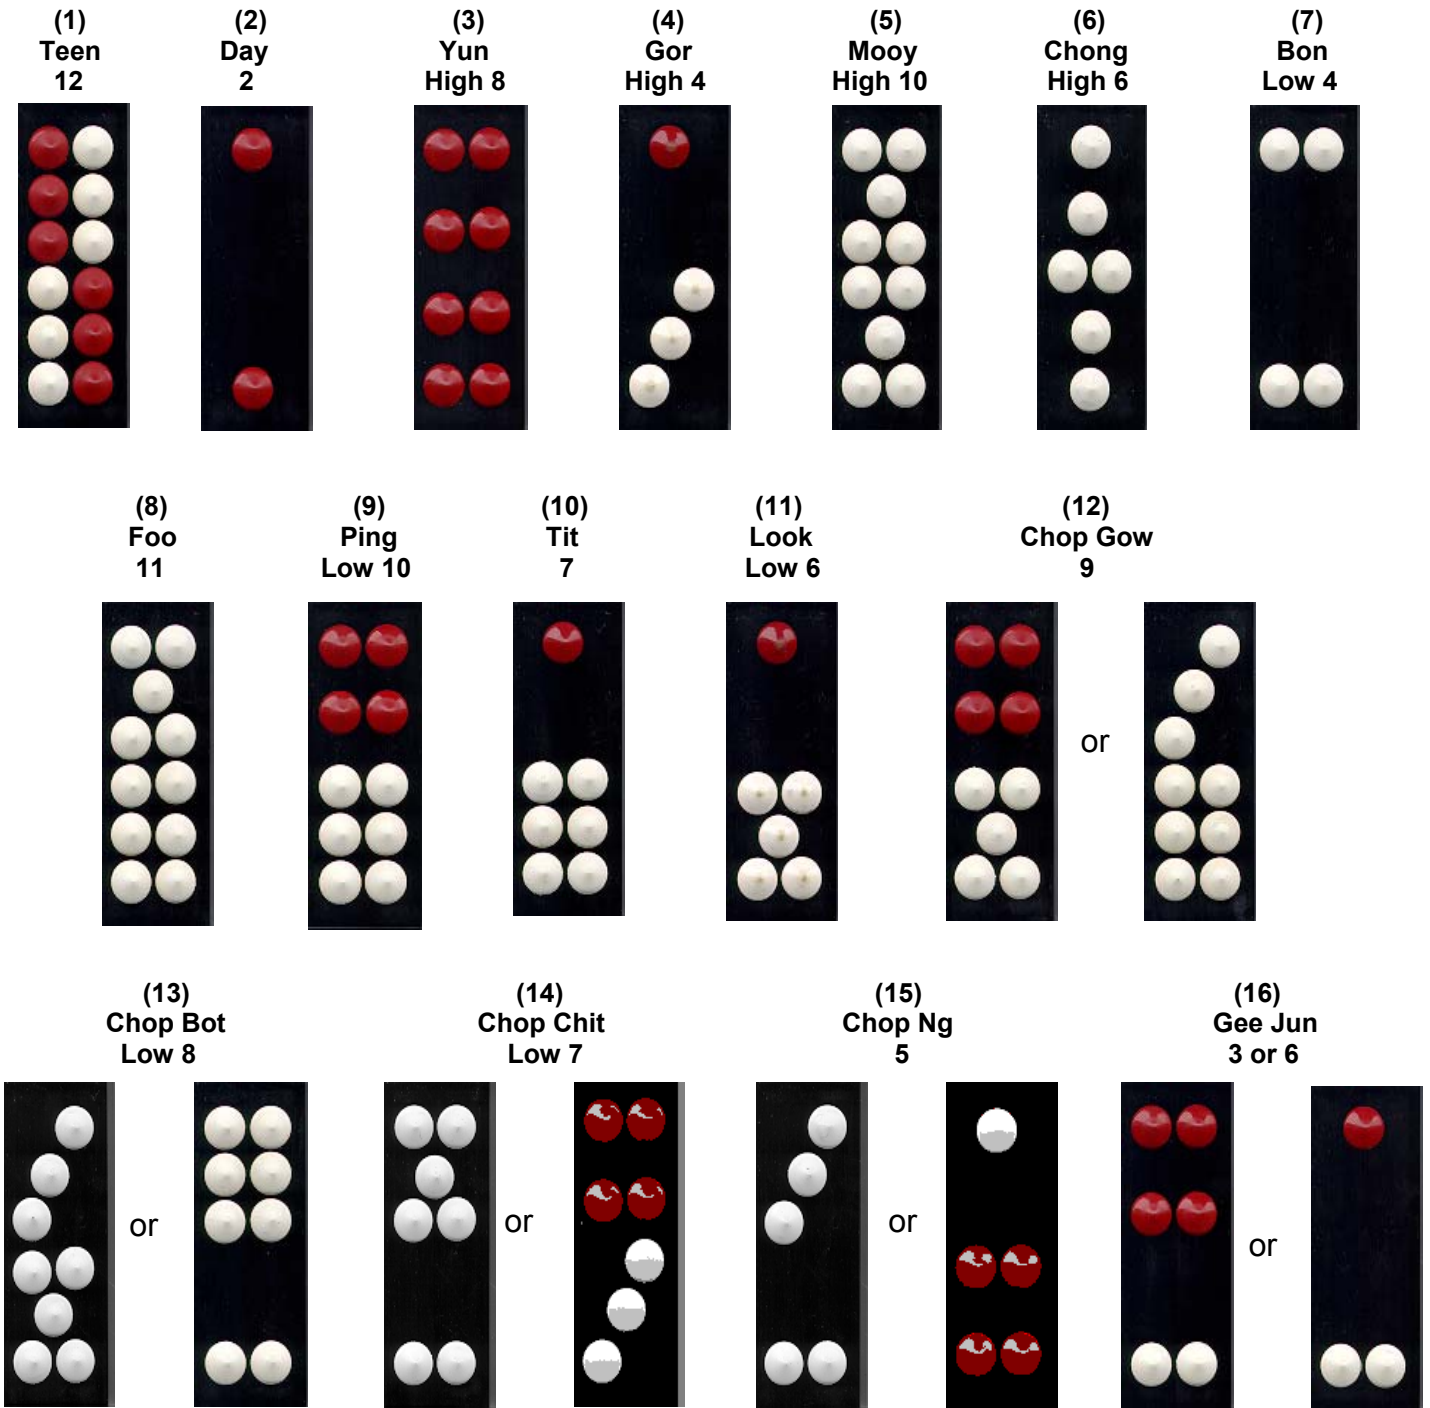 (1)
Teen
12
(2)
Day
2
(3)
Yun
High 8
(4)
Gor
High 4
(5)
Mooy
High 10
(6)
Chong
High 6
(7)
Bon
Low 4
(8)
Foo
11
(9)
Ping
Low 10
(10)
Tit
7
(11)
Look
Low 6
(12)
Chop Gow
9
or
(13)
Chop Bot
Low 8
or
(14)
Chop Chit
Low 7
or
(15)
Chop Ng
5
or
(16)
Gee Jun
3 or 6
or